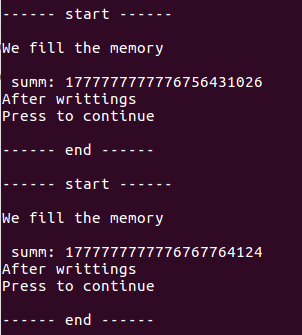 ------ start ------
We fill the memory
summ: 1777777777776756431026
After writtings
Press to continue
------ end ------
------ start ------
We fill the memory
summ: 1777777777776767764124
After writtings
Press to continue
------ end ------